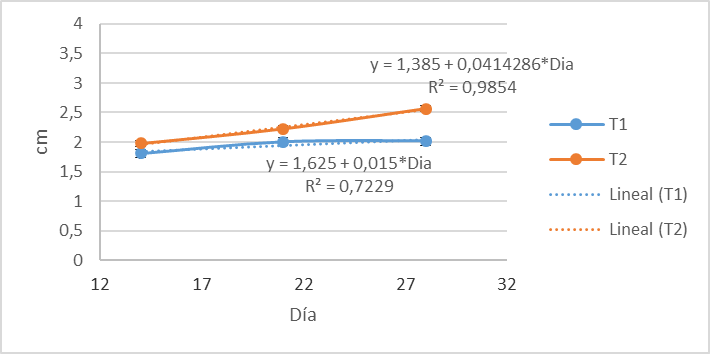 4
3,5
3
2,5
2
1,5
1
0,5
0
cm
12
17
22
27
32
Día
y = 1,385 + 0,0414286*Dia
R² = 0,9854
y = 1,625 + 0,015*Dia
R² = 0,7229
T1
T2
Lineal (T1)
Lineal (T2)